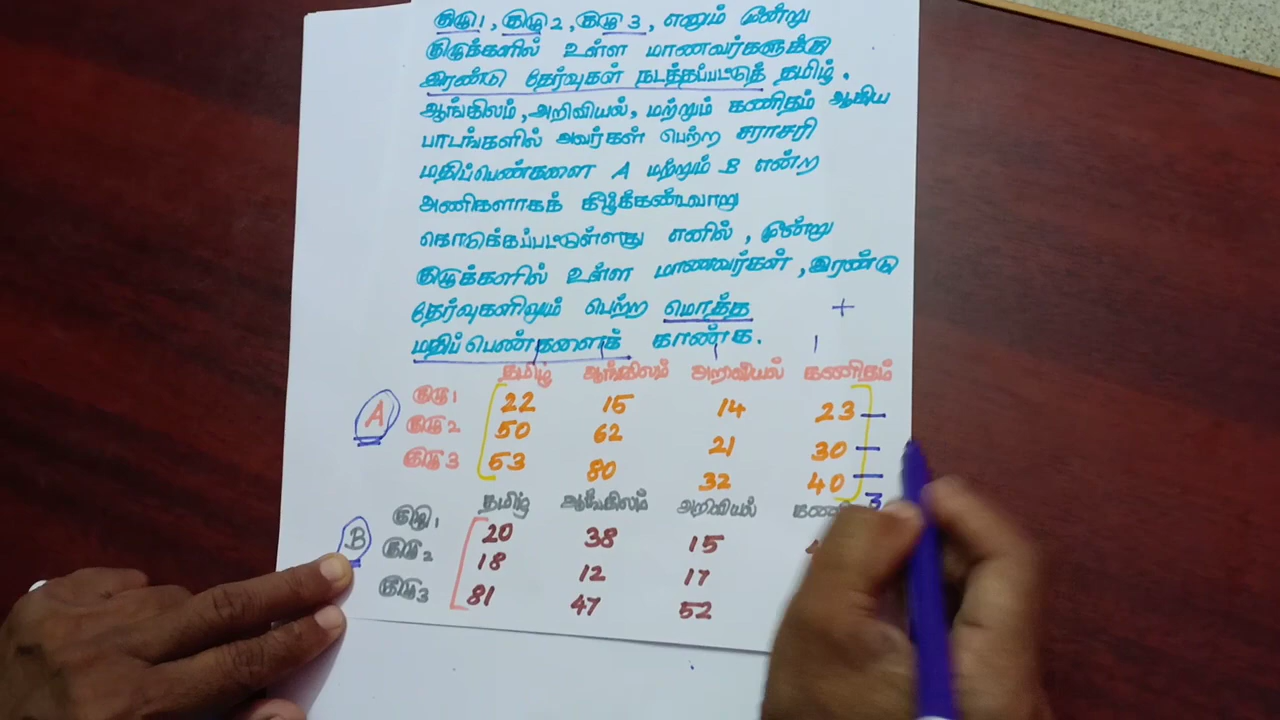 குழு1, குழு 2, குழு 3, எனும் மூன்று
குழுக்களில் உள்ள மாணவர்களுக்கு
இரண்டு தேர்வுகள் நடத்தப்பட்டுத் தமிழ்.
ஆங்கிலம்,அறிவியல், மற்றும் கணிதம் ஆகிய
பாடங்களில் அவர்கள் பெற்ற சராசரி
மதிப்பெண்களை A மற்றும் B என்ற
அணிகளாகக் கீழ்க்கண்டவாறு
கொடுக்கப்பட்டுள்ளது எனில், மூன்று
குழுக்களில் உள்ள மாணவர்கள், இரண்டு
தேர்வுகளிலும் பெற்ற மொத்த +
மதிப்பெண்களைக் காண்க.
தமிழ் ஆங்கிலம் அறிவியல் கணிதம்
A
குழு1 22 15 14 23
குழு2 50 62 21 30
குழு3 53 80 32 40
3
தமிழ் ஆங்கிலம் அறிவியல்
B
குழு1 20 38 15
குழு2 18 12 17
குழு3 81 47 52